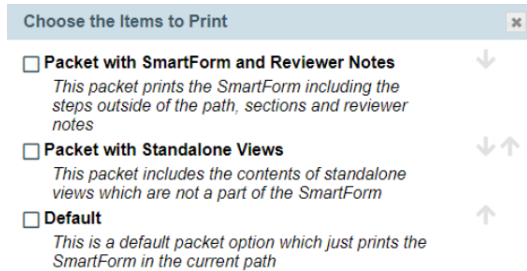 Choose the Items to Print
Packet with SmartForm and Reviewer Notes
This packet prints the SmartForm including the
steps outside of the path, sections and reviewer
notes
Packet with Standalone Views
This packet includes the contents of standalone
views which are not a part of the SmartForm
Default
This is a default packet option which just prints the
SmartForm in the current path